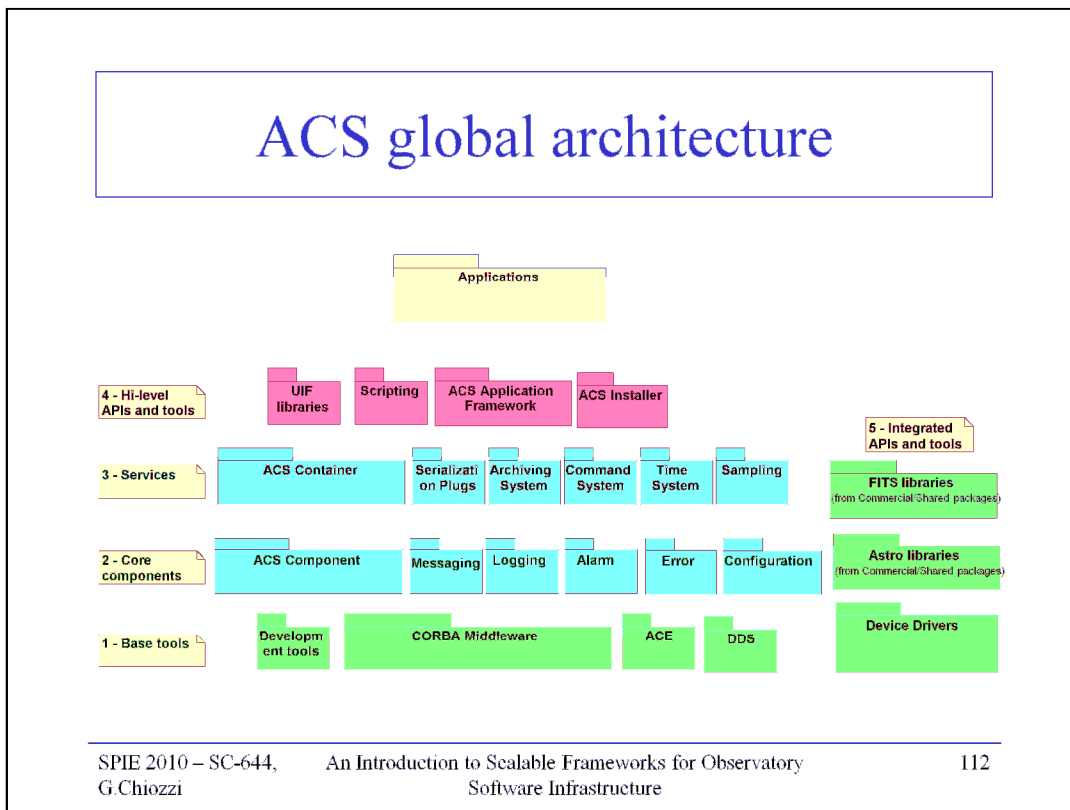 ACS global architecture
Applications
4 - Hi-level
APIs and tools
UIF
libraries
Scripting
ACS Application
Framework
ACS Installer
5 - Integrated
APIs and tools
3 - Services
ACS Container
Serializati
on Plugs
Archiving
System
Command
System
Time
System
Sampling
FITS libraries
(from Commercial/Shared packages)
2 - Core
components
ACS Component
Messaging
Logging
Alarm
Error
Configuration
Astro libraries
(from Commercial/Shared packages)
1 - Base tools
Developm
ent tools
CORBA Middleware
ACE
DDS
Device Drivers
SPIE 2010 – SC-644,
G.Chiozzi
An Introduction to Scalable Frameworks for Observatory
Software Infrastructure
112